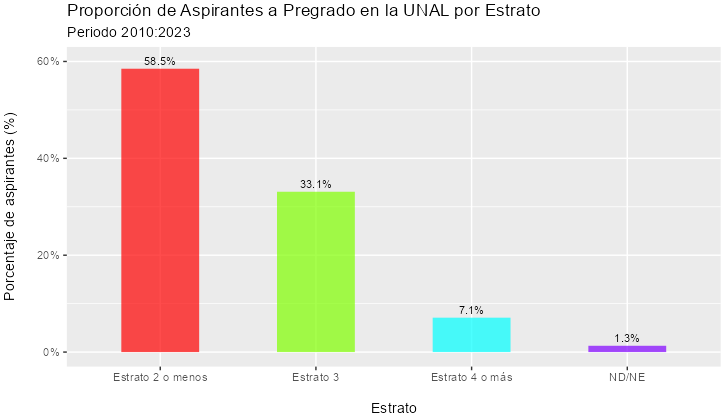 Proporción de Aspirantes a Pregrado en la UNAL por Estrato
Periodo 2010:2023
Porcentaje de aspirantes (%)
60%
40%
20%
0%
58.5%
33.1%
7.1%
1.3%
Estrato 2 o menos
Estrato 3
Estrato 4 o más
ND/NE
Estrato